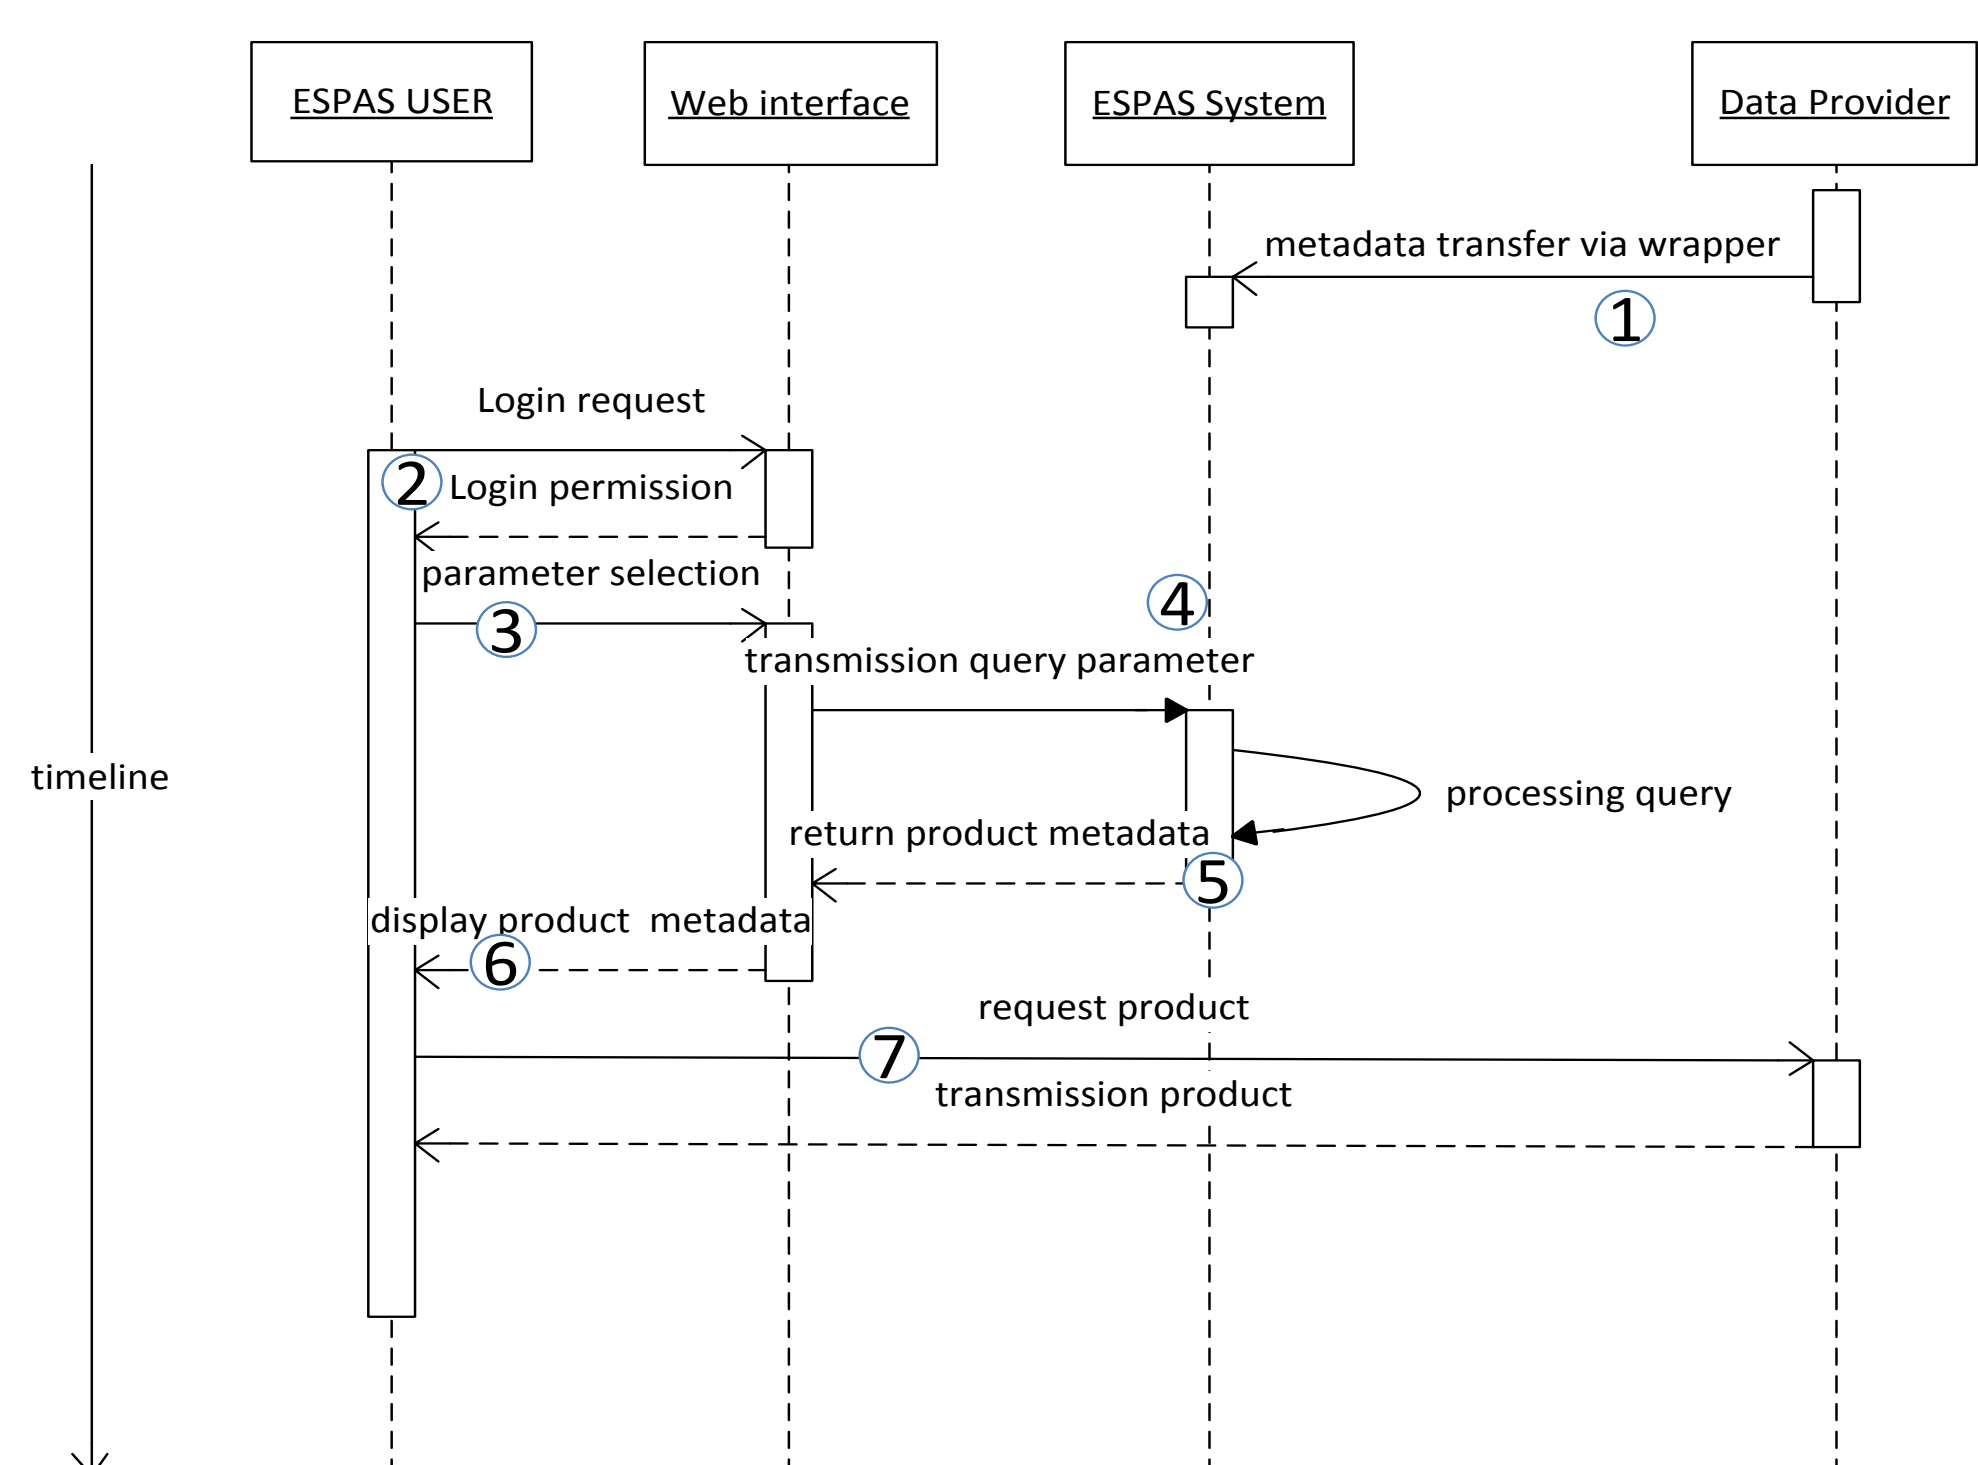 ESPAS USER
Web interface
ESPAS System
Data Provider
metadata transfer via wrapper
1
Login request
2
Login permission
parameter selection
3
4
transmission query parameter
timeline
processing query
return product metadata
5
display product metadata
6
request product
7
transmission product